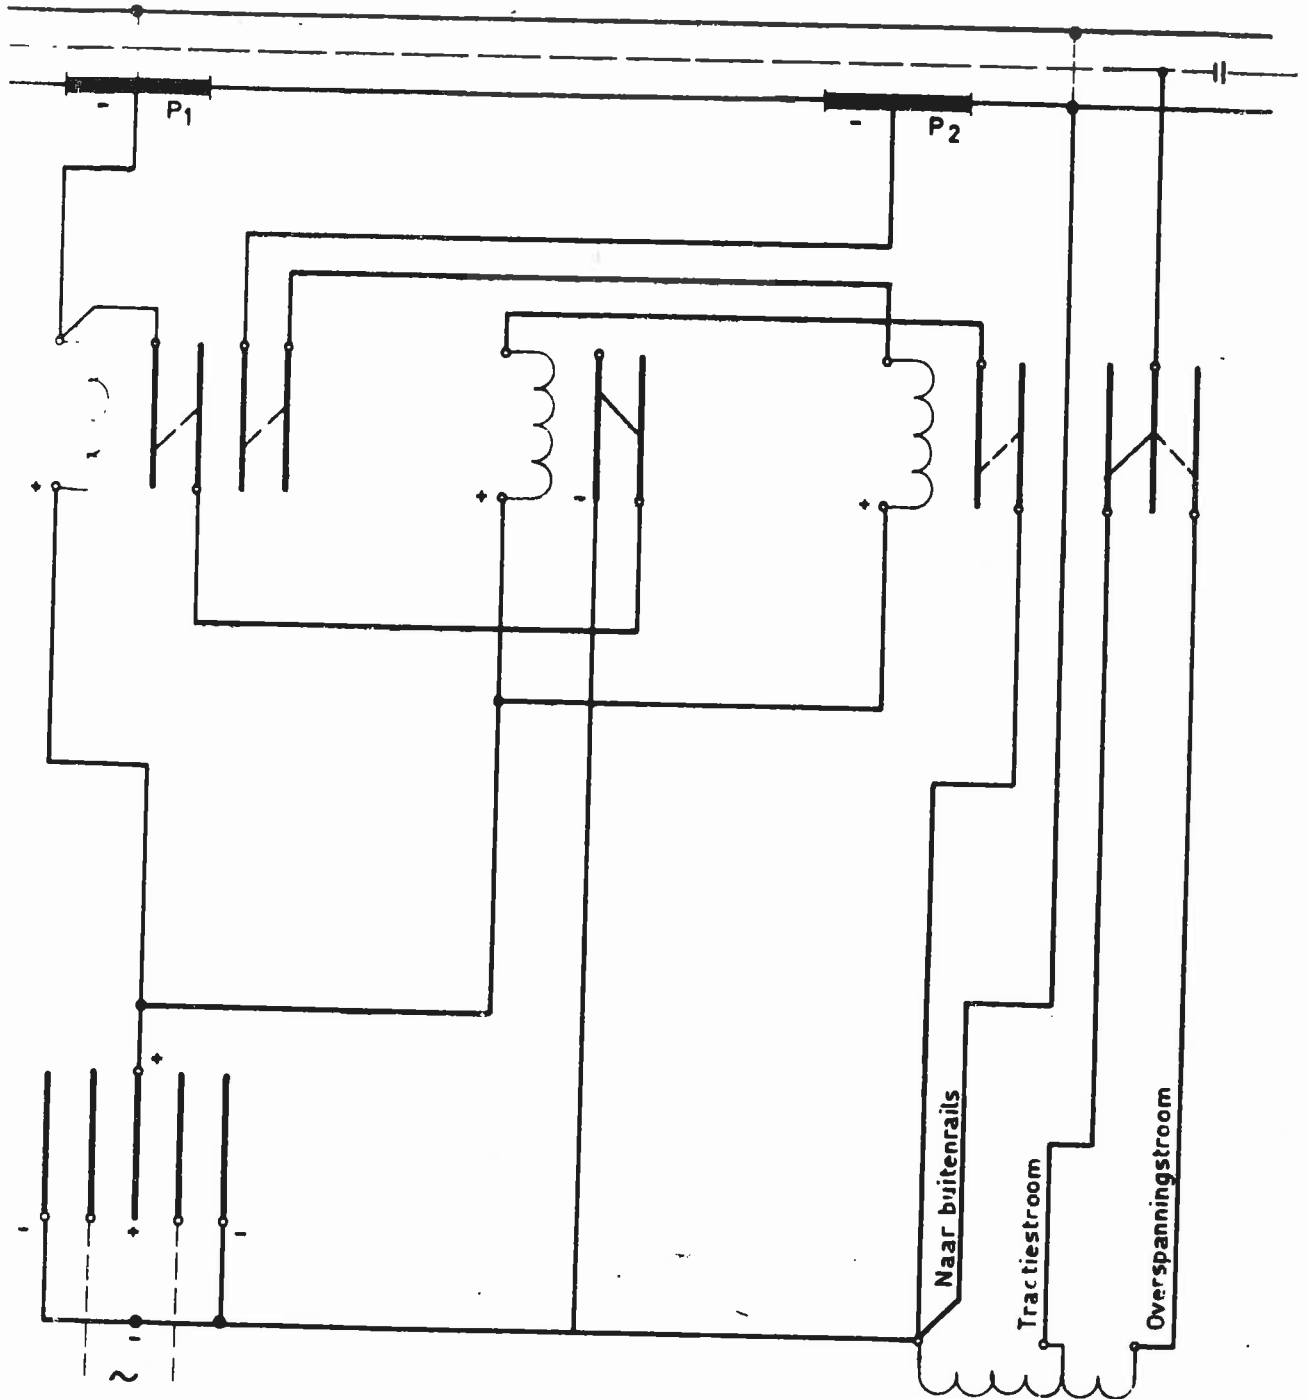 -
P1
-
P2
+
+
-
+
+
-
+
-
-
~
Naar buitenrails
Tractiestroom
Overspanningstroom